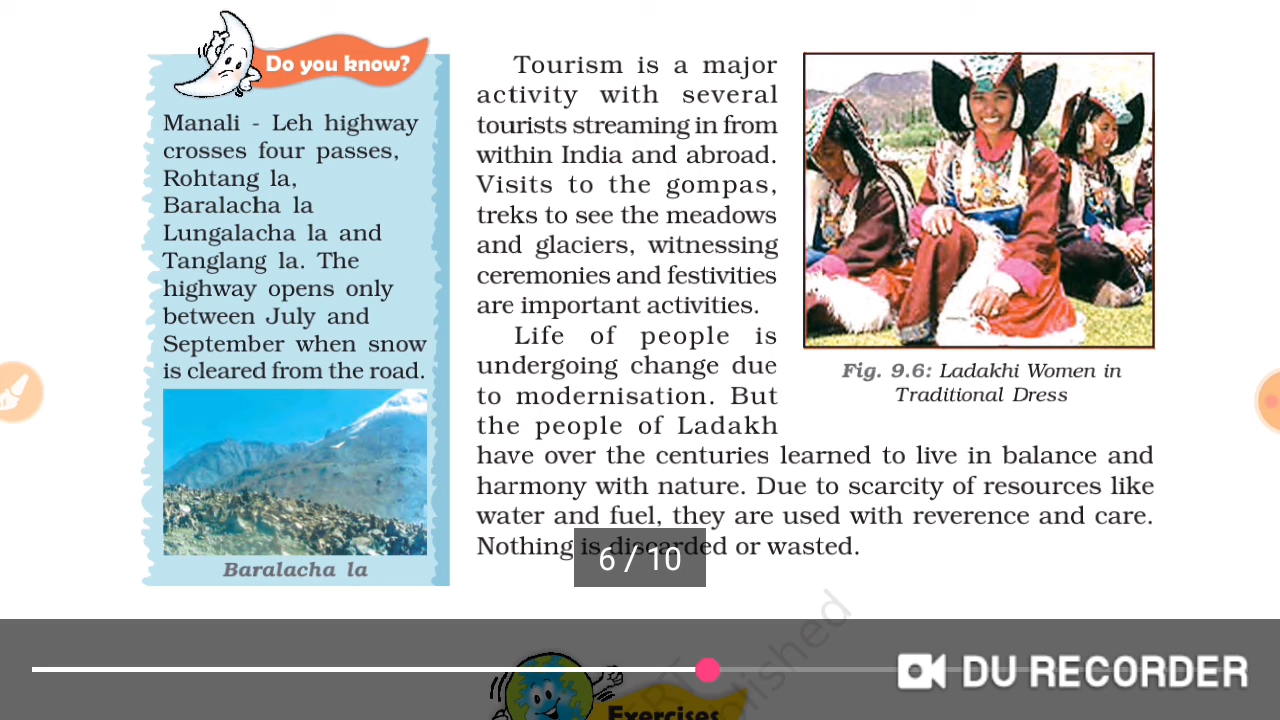 Do you know?
Manali - Leh highway
crosses four passes,
Rohtang la,
Baralacha la
Lungalacha la and
Tanglang la. The
highway opens only
between July and
September when snow
is cleared from the road.
Baralacha la
Tourism is a major
activity with several
tourists streaming in from
within India and abroad.
Visits to the gompas,
treks to see the meadows
and glaciers, witnessing
ceremonies and festivities
are important activities.
Life of people is
undergoing change due
to modernisation. But
the people of Ladakh
have over the centuries learned to live in balance and
harmony with nature. Due to scarcity of resources like
water and fuel, they are used with reverence and care.
Nothing is discarded or wasted.
Fig. 9.6: Ladakhi Women in
Traditional Dress
6 / 10
DU RECORDER
Exercises